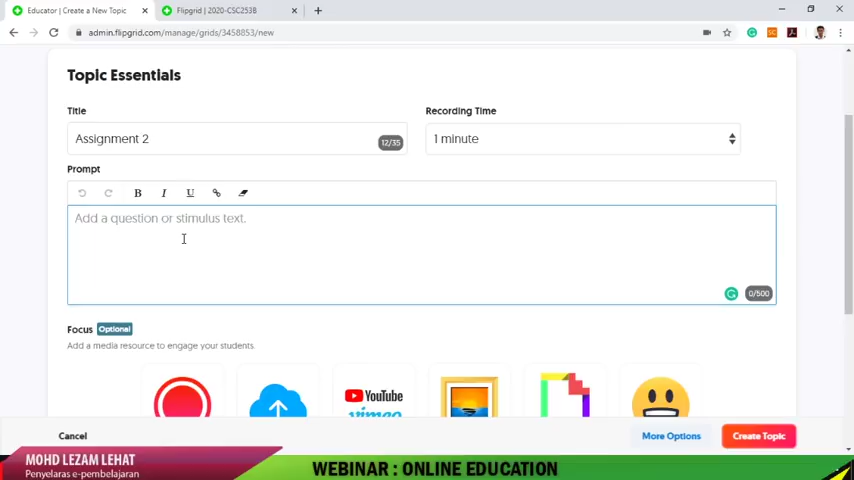 Educator | Create a New Topic
Flipgrid | 2020-CSC253B
admin.flipgrid.com/manage/grids/3458853/new
Topic Essentials
Title
Recording Time
Assignment 2
12/35
1 minute
Prompt
B I U
Add a question or stimulus text.
0/500
Focus Optional
Add a media resource to engage your students.
YouTube
vimeo
Cancel
More Options
Create Topic
MOHD LEZAM LEHAT
Penyelaras e-pembelajaran
WEBINAR : ONLINE EDUCATION